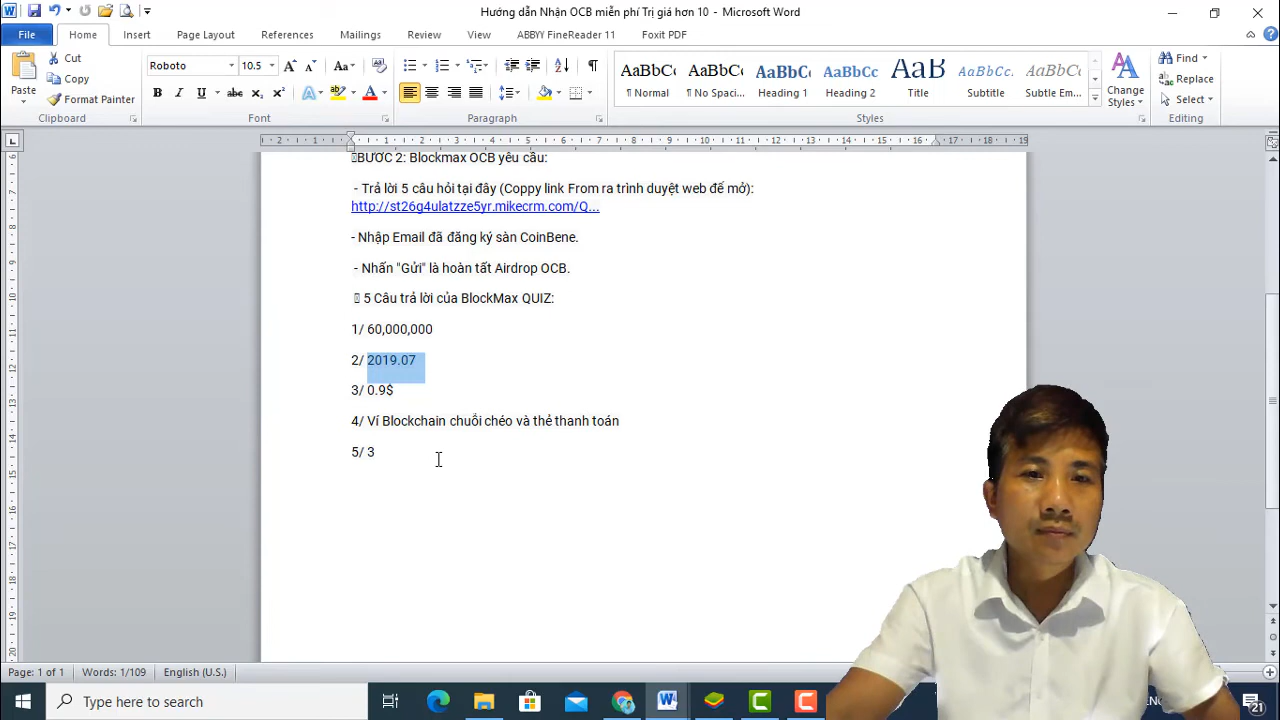 Hướng dẫn Nhận OCB miễn phí Trị giá hơn 10 - Microsoft Word
File Home Insert Page Layout References Mailings Review View ABBYY FineReader 11 Foxit PDF
Paste Cut Copy Format Painter
Clipboard
Roboto 10.5
Font
Paragraph
AaBbCc AaBbCc AaBbCc AaBbCc AaB AaBbCc. AaBbCc.
¶ Normal ¶ No Spaci... Heading 1 Heading 2 Title Subtitle Subtle Em...
Change Styles
Styles
Find
Replace
Select
Editing
BƯỚC 2: Blockmax OCB yêu cầu:
- Trả lời 5 câu hỏi tại đây (Coppy link From ra trình duyệt web để mở):
http://st26g4ulatzze5yr.mikecrm.com/Q...
- Nhập Email đã đăng ký sàn CoinBene.
- Nhấn "Gửi" là hoàn tất Airdrop OCB.
5 Câu trả lời của BlockMax QUIZ:
1/ 60,000,000
2/ 2019.07
3/ 0.9$
4/ Ví Blockchain chuỗi chéo và thẻ thanh toán
5/ 3
Page: 1 of 1 Words: 1/109 English (U.S.)
Type here to search
21